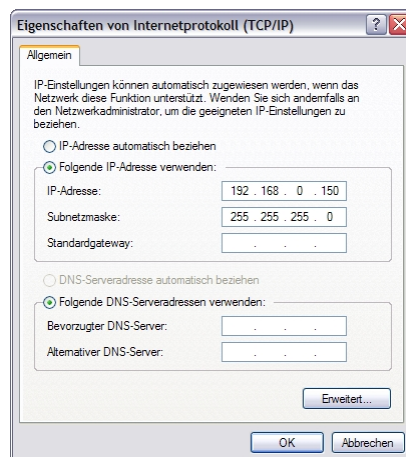 Eigenschaften von Internetprotokoll (TCP/IP)
Allgemein
IP-Einstellungen können automatisch zugewiesen werden, wenn das
Netzwerk diese Funktion unterstützt. Wenden Sie sich andernfalls an
den Netzwerkadministrator, um die geeigneten IP-Einstellungen zu
beziehen.
IP-Adresse automatisch beziehen
Folgende IP-Adresse verwenden:
IP-Adresse: 192 . 168 . 0 . 150
Subnetzmaske: 255 . 255 . 255 . 0
Standardgateway: . . .
DNS-Serveradresse automatisch beziehen
Folgende DNS-Serveradressen verwenden:
Bevorzugter DNS-Server: . . .
Alternativer DNS-Server: . . .
Erweitert...
OK Abbrechen